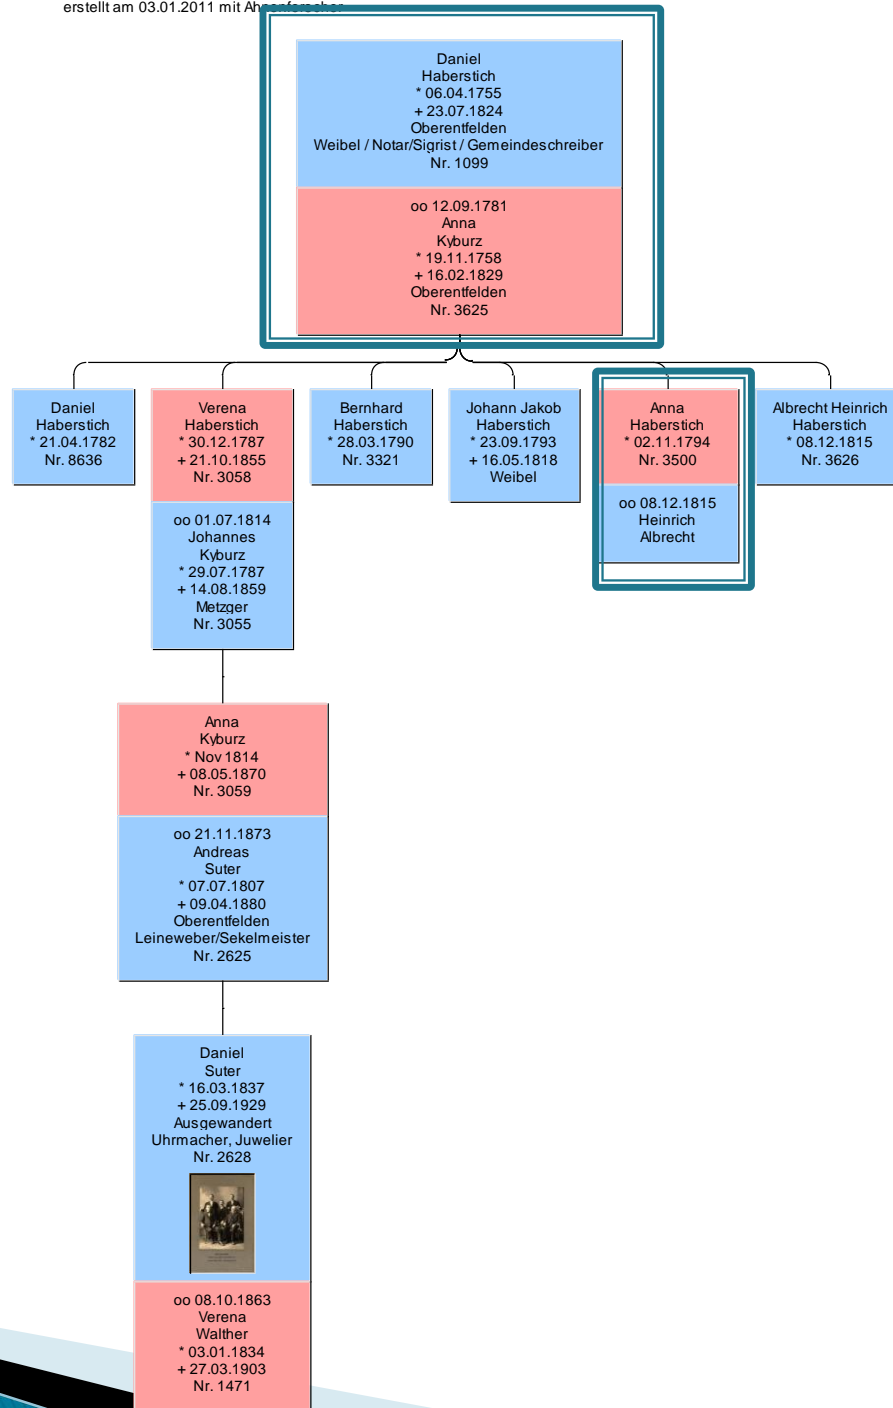 erstellt am 03.01.2011 mit Ahnenforscher
Daniel
Haberstich
* 06.04.1755
+ 23.07.1824
Oberentfelden
Weibel / Notar/Sigrist / Gemeindeschreiber
Nr. 1099
oo 12.09.1781
Anna
Kyburz
* 19.11.1758
+ 16.02.1829
Oberentfelden
Nr. 3625
Daniel
Haberstich
* 21.04.1782
Nr. 8636
Verena
Haberstich
* 30.12.1787
+ 21.10.1855
Nr. 3058
oo 01.07.1814
Johannes
Kyburz
* 29.07.1787
+ 14.08.1859
Metzger
Nr. 3055
Bernhard
Haberstich
* 28.03.1790
Nr. 3321
Johann Jakob
Haberstich
* 23.09.1793
+ 16.05.1818
Weibel
Anna
Haberstich
* 02.11.1794
Nr. 3500
oo 08.12.1815
Heinrich
Albrecht
Albrecht Heinrich
Haberstich
* 08.12.1815
Nr. 3626
Anna
Kyburz
* Nov 1814
+ 08.05.1870
Nr. 3059
oo 21.11.1873
Andreas
Suter
* 07.07.1807
+ 09.04.1880
Oberentfelden
Leineweber/Sekelmeister
Nr. 2625
Daniel
Suter
* 16.03.1837
+ 25.09.1929
Ausgewandert
Uhrmacher, Juwelier
Nr. 2628
oo 08.10.1863
Verena
Walther
* 03.01.1834
+ 27.03.1903
Nr. 1471